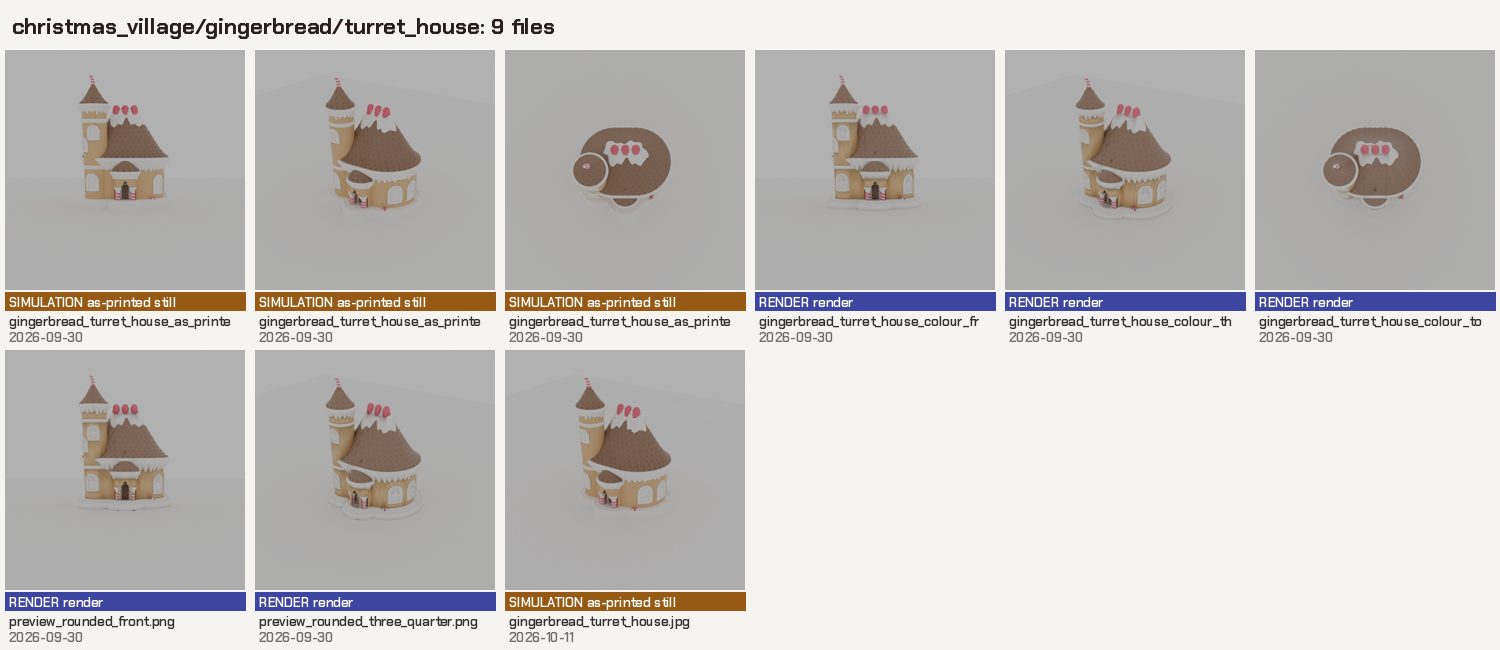 christmas_village/gingerbread/turret_house: 9 files
SIMULATION as-printed still
SIMULATION as-printed still
SIMULATION as-printed still
RENDER render
RENDER render
RENDER render
gingerbread_turret_house_as_printe
gingerbread_turret_house_as_printe
gingerbread_turret_house_as_printe
gingerbread_turret_house_colour_fr
gingerbread_turret_house_colour_th
gingerbread_turret_house_colour_to
2026-09-30
2026-09-30
2026-09-30
2026-09-30
2026-09-30
2026-09-30
RENDER render
RENDER render
SIMULATION as-printed still
preview_rounded_front.png
preview_rounded_three_quarter.png
gingerbread_turret_house.jpg
2026-09-30
2026-09-30
2026-10-11